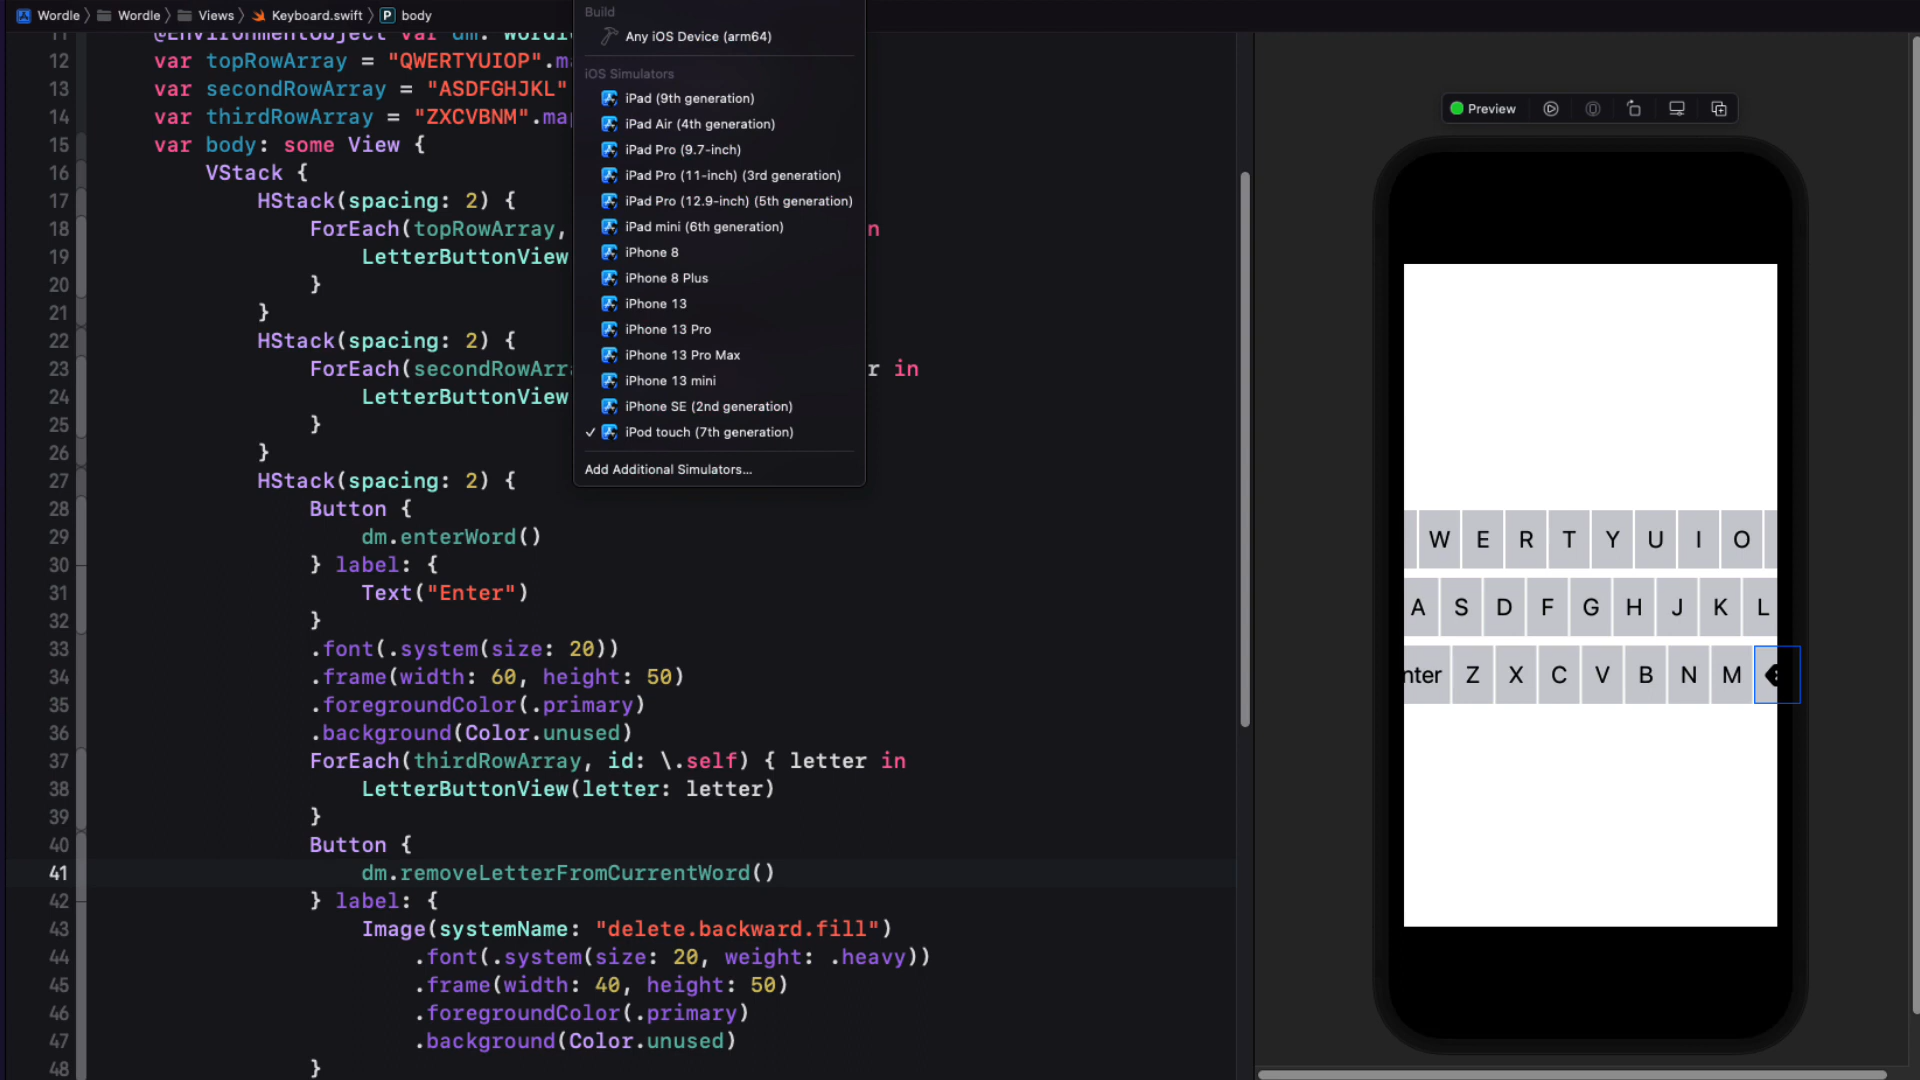 Wordle
Wordle
Views
Keyboard.swift
P
body
Build
Any iOS Device (arm64)
iOS Simulators
iPad (9th generation)
iPad Air (4th generation)
iPad Pro (9.7-inch)
iPad Pro (11-inch) (3rd generation)
iPad Pro (12.9-inch) (5th generation)
iPad mini (6th generation)
iPhone 8
iPhone 8 Plus
iPhone 13
iPhone 13 Pro
iPhone 13 Pro Max
iPhone 13 mini
iPhone SE (2nd generation)
✓ iPod touch (7th generation)
Add Additional Simulators...
11 @EnvironmentObject var dm:
12 var topRowArray = "QWERTYUIOP".
13 var secondRowArray = "ASDFGHJKL"
14 var thirdRowArray = "ZXCVBNM".
15 var body: some View {
16 VStack {
17 HStack(spacing: 2) {
18 ForEach(topRowArray, n
19 LetterButtonView
20 }
21 }
22 HStack(spacing: 2) {
23 ForEach(secondRowArr r in
24 LetterButtonView
25 }
26 }
27 HStack(spacing: 2) {
28 Button {
29 dm.enterWord()
30 } label: {
31 Text("Enter")
32 }
33 .font(.system(size: 20))
34 .frame(width: 60, height: 50)
35 .foregroundColor(.primary)
36 .background(Color.unused)
37 ForEach(thirdRowArray, id: \.self) { letter in
38 LetterButtonView(letter: letter)
39 }
40 Button {
41 dm.removeLetterFromCurrentWord()
42 } label: {
43 Image(systemName: "delete.backward.fill")
44 .font(.system(size: 20, weight: .heavy))
45 .frame(width: 40, height: 50)
46 .foregroundColor(.primary)
47 .background(Color.unused)
48 }
Preview
W E R T Y U I O
A S D F G H J K L
nter Z X C V B N M